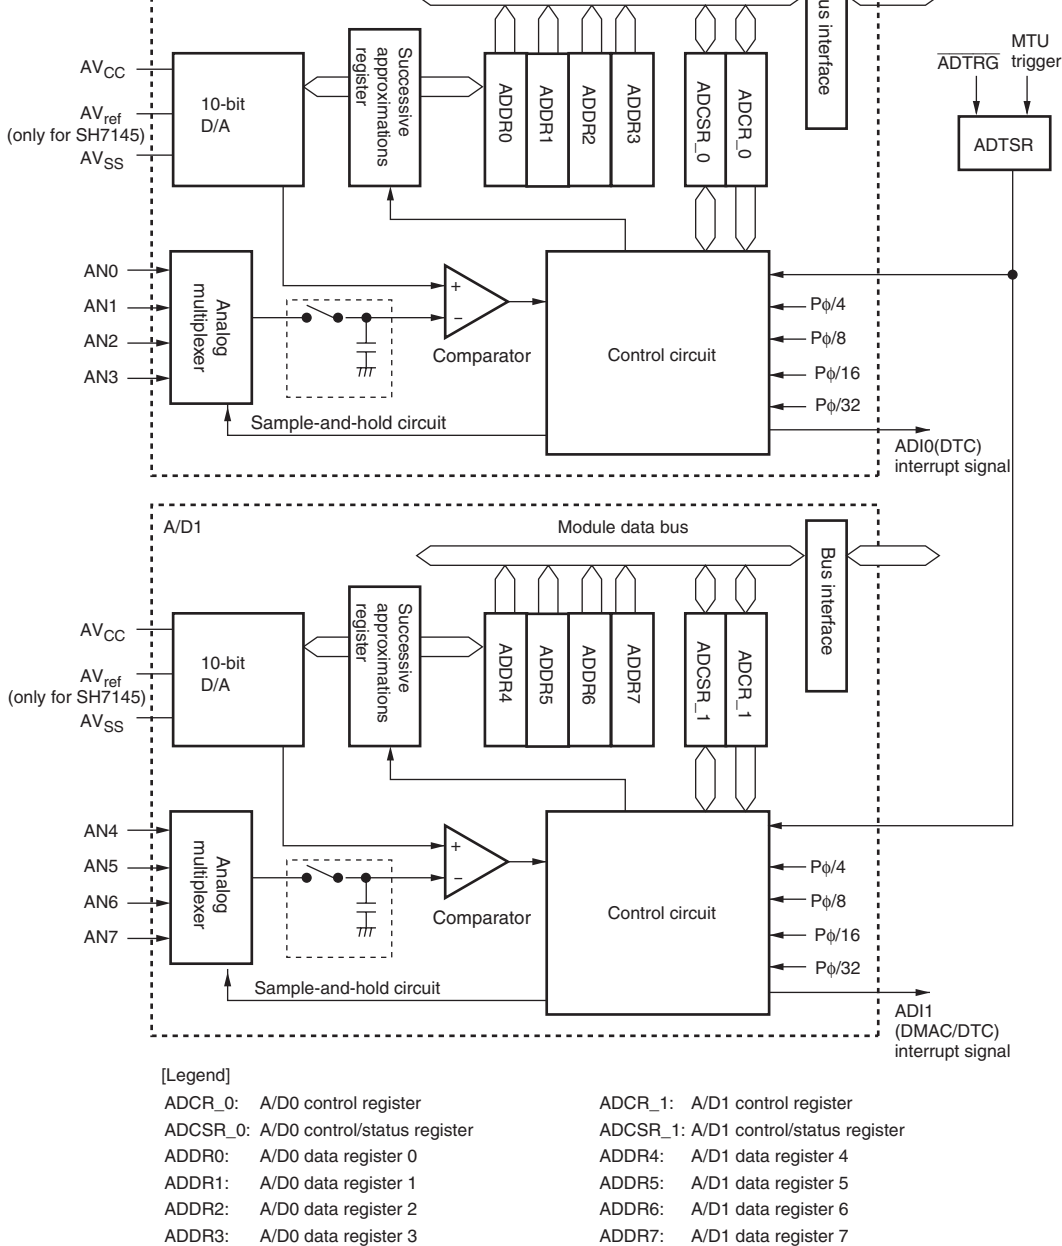 us interface
ADTRG
MTU
trigger
ADTSR
AVCC
AVref
(only for SH7145)
AVSS
10-bit
D/A
Successive
approximations
register
ADDR0
ADDR1
ADDR2
ADDR3
ADCSR_0
ADCR_0
AN0
AN1
AN2
AN3
Analog
multiplexer
+
−
Comparator
Control circuit
Pφ/4
Pφ/8
Pφ/16
Pφ/32
Sample-and-hold circuit
ADI0(DTC)
interrupt signal
A/D1
Module data bus
Bus interface
AVCC
AVref
(only for SH7145)
AVSS
10-bit
D/A
Successive
approximations
register
ADDR4
ADDR5
ADDR6
ADDR7
ADCSR_1
ADCR_1
AN4
AN5
AN6
AN7
Analog
multiplexer
+
−
Comparator
Control circuit
Pφ/4
Pφ/8
Pφ/16
Pφ/32
Sample-and-hold circuit
ADI1
(DMAC/DTC)
interrupt signal
[Legend]
ADCR_0: A/D0 control register
ADCSR_0: A/D0 control/status register
ADDR0: A/D0 data register 0
ADDR1: A/D0 data register 1
ADDR2: A/D0 data register 2
ADDR3: A/D0 data register 3
ADCR_1: A/D1 control register
ADCSR_1: A/D1 control/status register
ADDR4: A/D1 data register 4
ADDR5: A/D1 data register 5
ADDR6: A/D1 data register 6
ADDR7: A/D1 data register 7